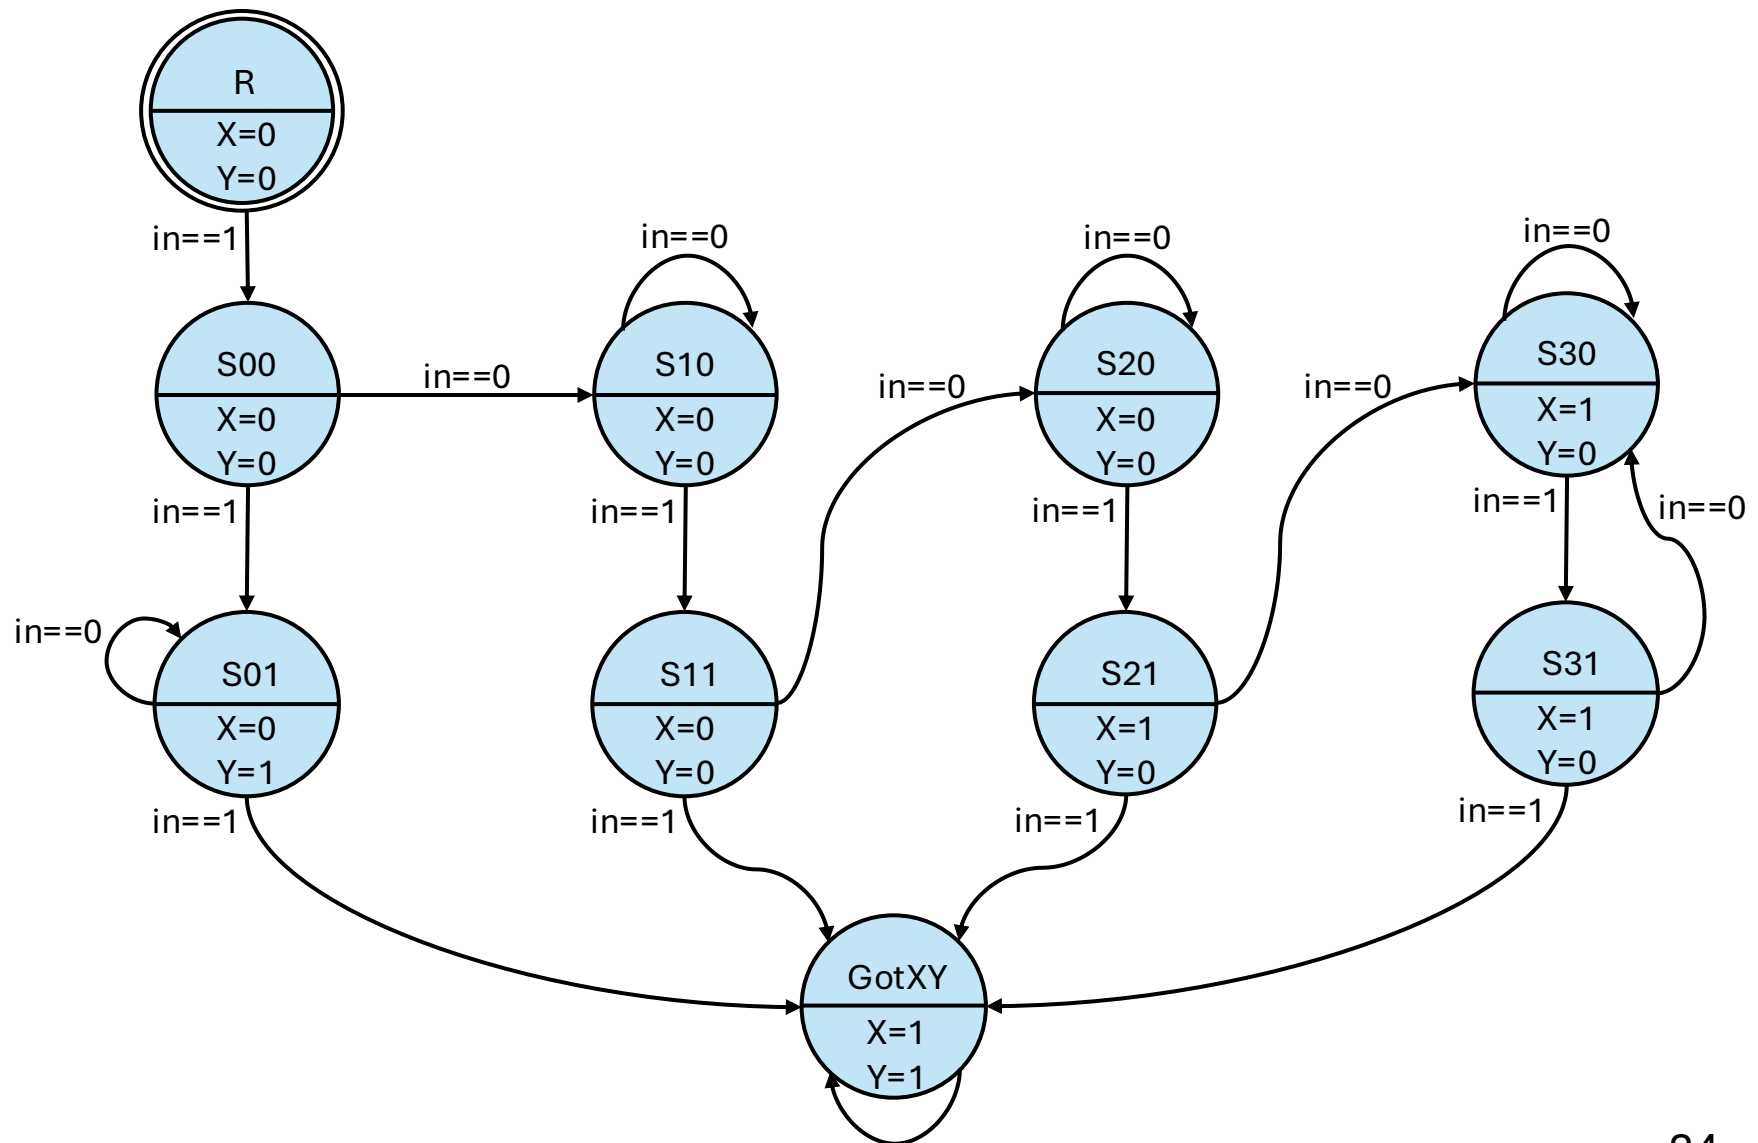 R
X=0
Y=0
in==1
in==0
in==0
in==0
S00
X=0
Y=0
in==0
S10
X=0
Y=0
in==0
S20
X=0
Y=0
in==0
S30
X=1
Y=0
in==1
in==1
in==1
in==1
in==0
in==0
S01
X=0
Y=1
S11
X=0
Y=0
S21
X=1
Y=0
S31
X=1
Y=0
in==1
in==1
in==1
in==1
GotXY
X=1
Y=1